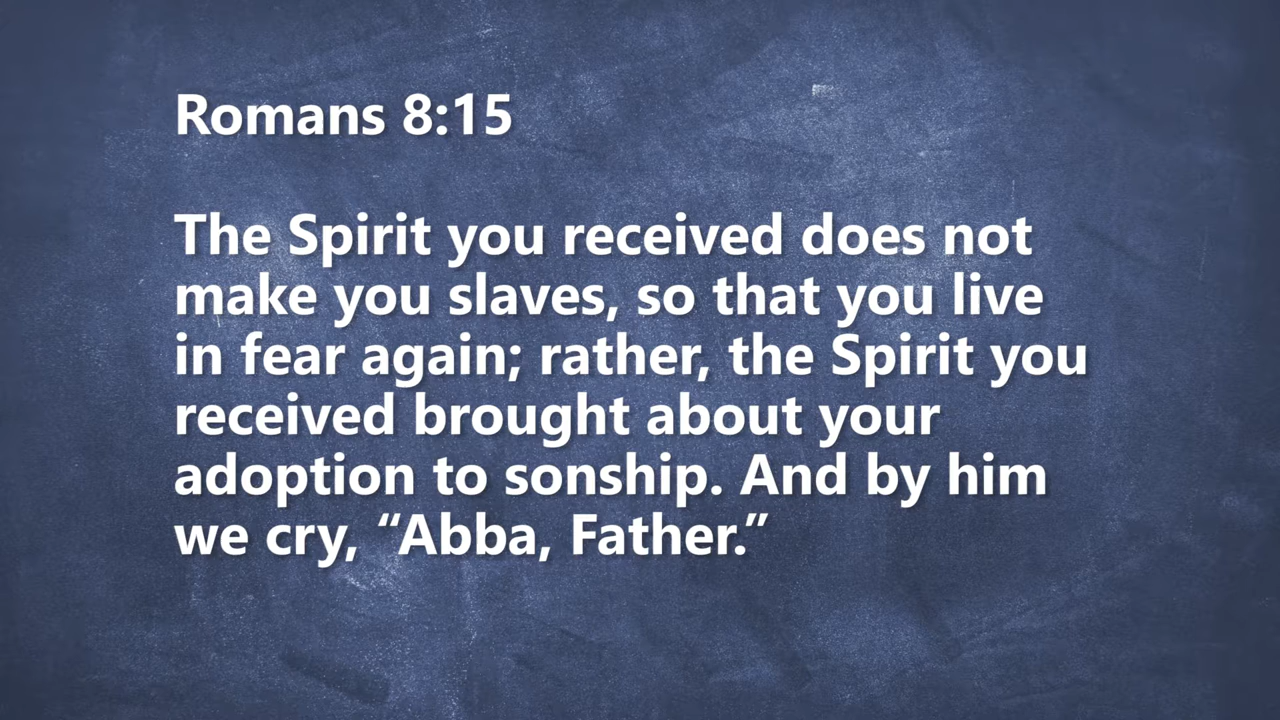 Romans 8:15
The Spirit you received does not
make you slaves, so that you live
in fear again; rather, the Spirit you
received brought about your
adoption to sonship. And by him
we cry, “Abba, Father.”